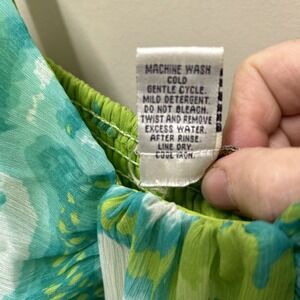 MACHINE WASH
COLD
GENTLE CYCLE.
MILD DETERGENT.
DO NOT BLEACH.
TWIST AND REMOVE
EXCESS WATER.
AFTER RINSE.
LINE DRY.
COOL IRON.